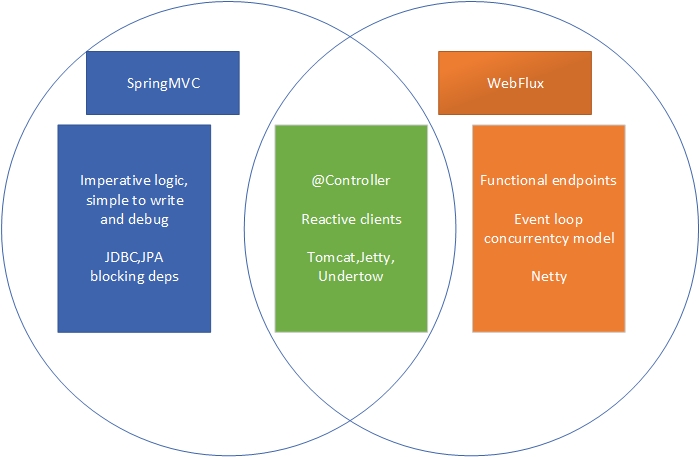 SpringMVC
WebFlux
Imperative logic,
simple to write
and debug
JDBC,JPA
blocking deps
@Controller
Reactive clients
Tomcat,Jetty,
Undertow
Functional endpoints
Event loop
concurrentcy model
Netty